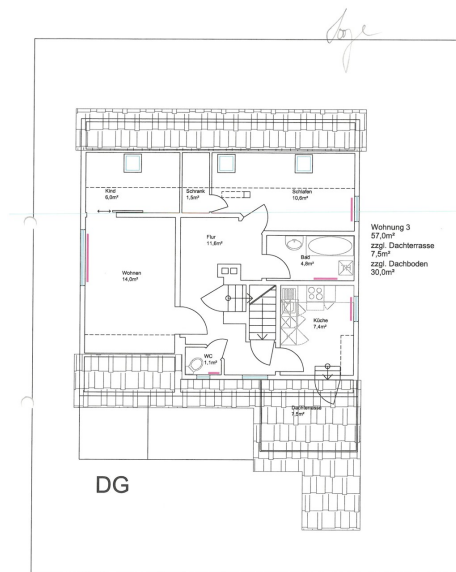 Kind
6,0m²
Schrank
1,5m²
Schlafen
10,6m²
Flur
11,6m²
Bad
4,8m²
Wohnen
14,0m²
Küche
7,4m²
WC
1,1m²
Dachterrasse
7,5m²
Wohnung 3
57,0m²
zzgl. Dachterrasse
7,5m²
zzgl. Dachboden
30,0m²
DG